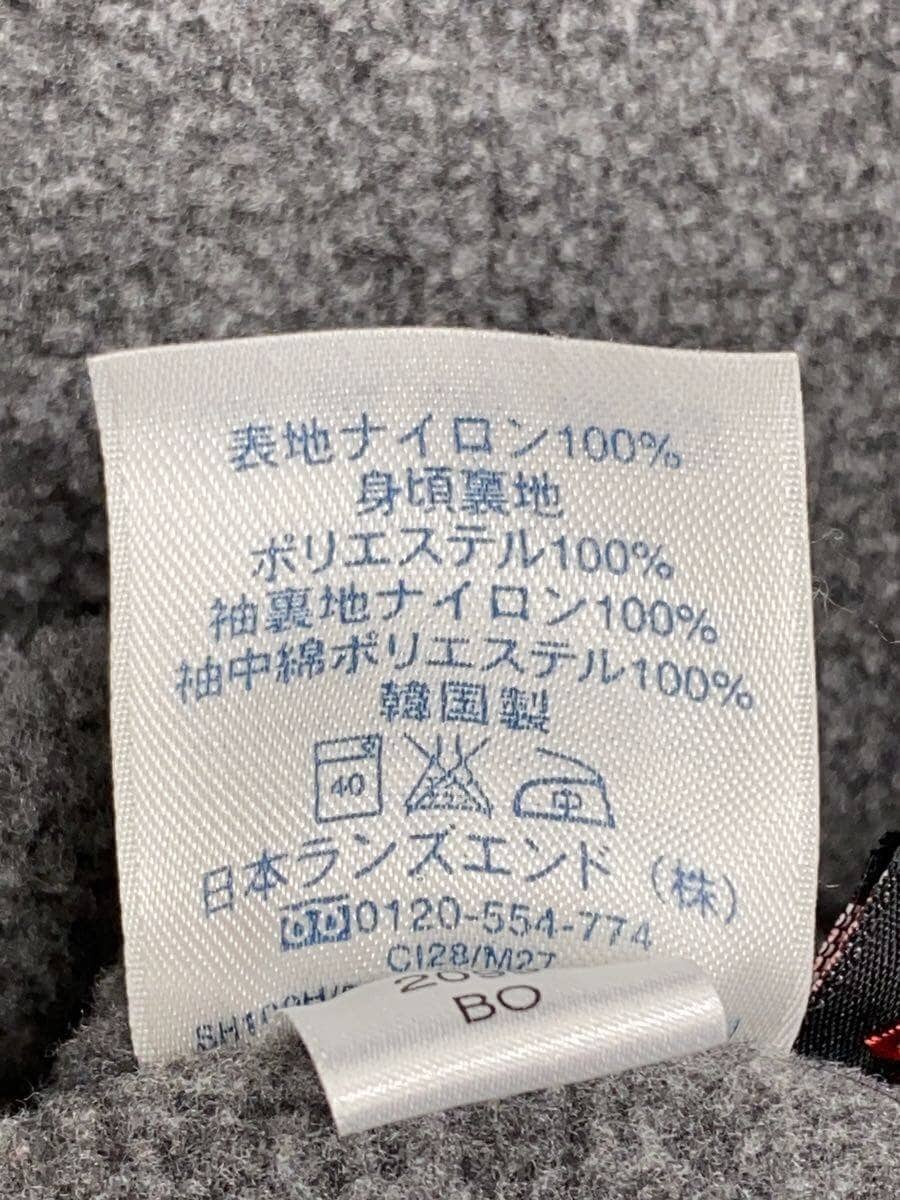 表地ナイロン100%
身頃裏地
ポリエステル100%
袖裏地ナイロン100%
袖中綿ポリエステル100%
韓国製
40
中
日本ランズエンド（株）
0120-554-774
CI28/M27
BO